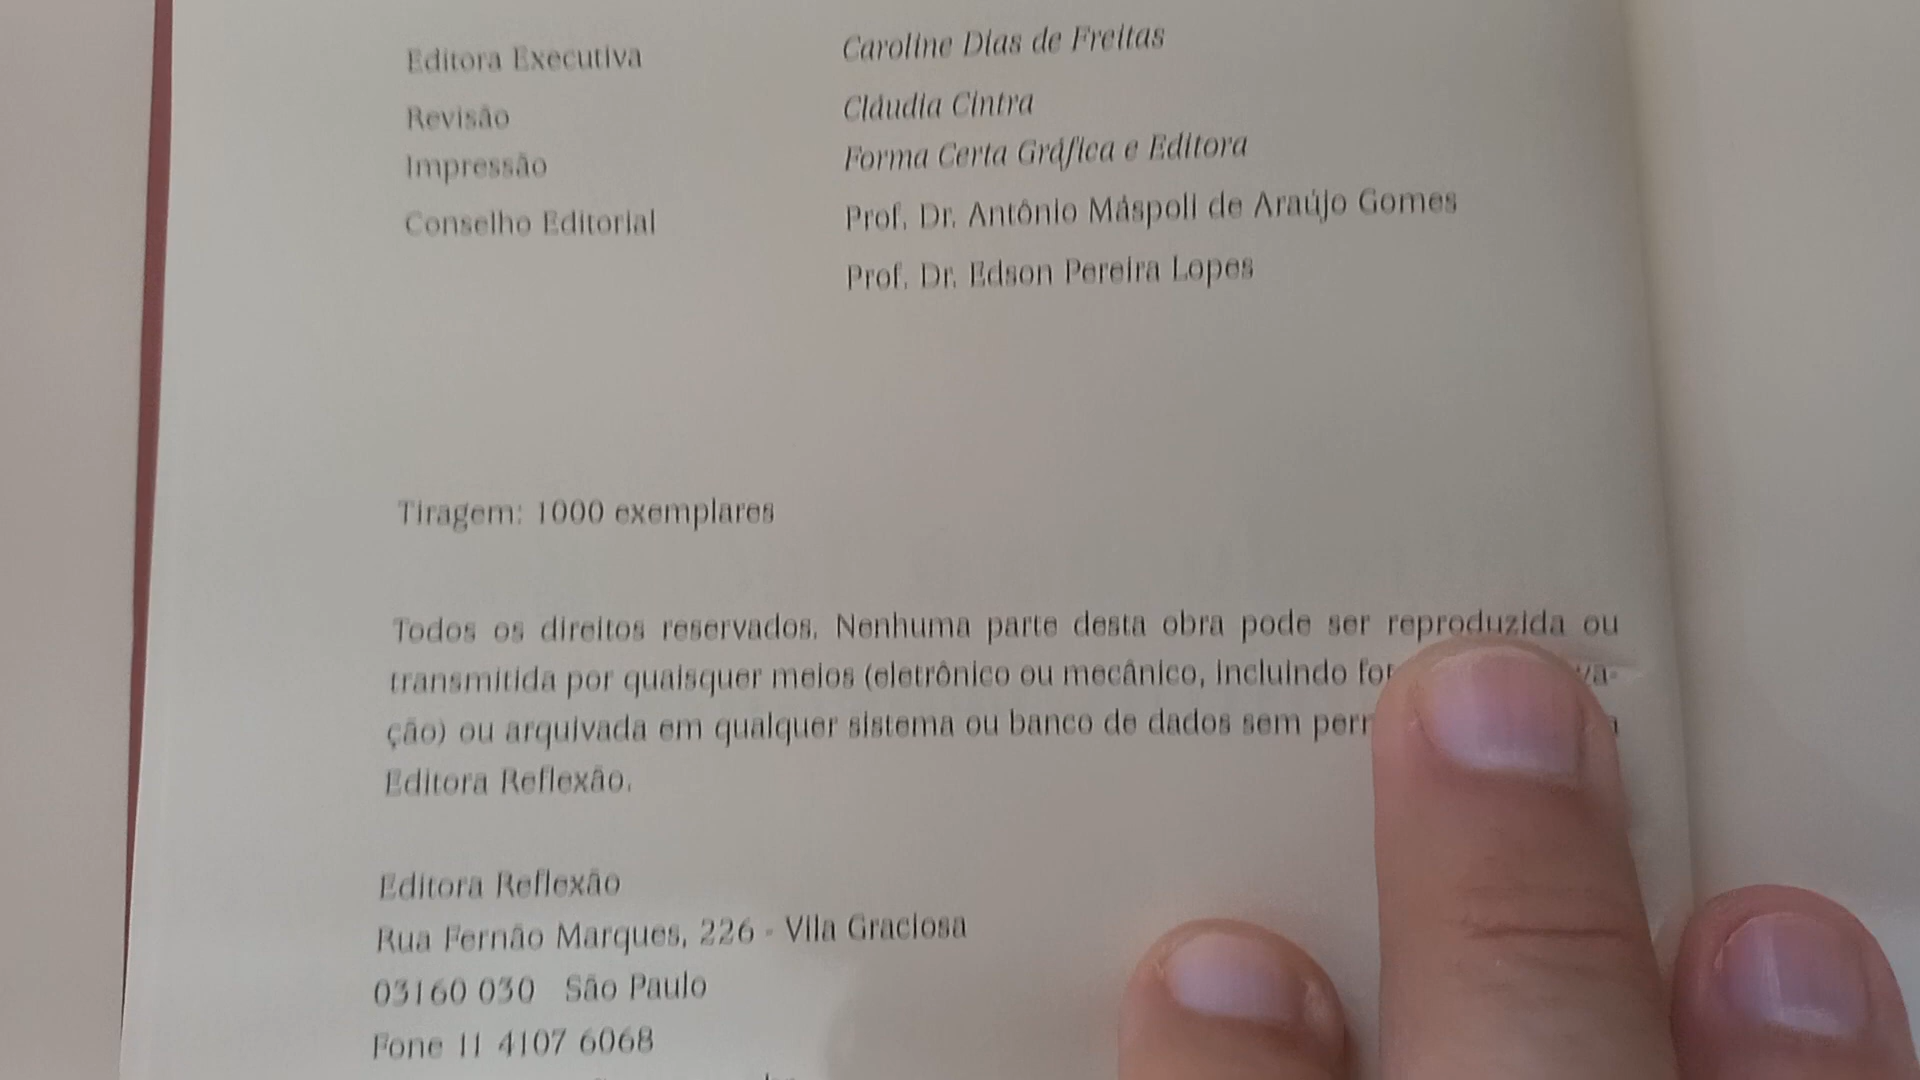 Editora Executiva Caroline Dias de Freitas
Revisão Cláudia Cintra
Impressão Forma Certa Gráfica e Editora
Conselho Editorial Prof. Dr. Antônio Máspoli de Araújo Gomes
Prof. Dr. Edson Pereira Lopes
Tiragem: 1000 exemplares
Todos os direitos reservados. Nenhuma parte desta obra pode ser reproduzida ou
transmitida por quaisquer meios (eletrônico ou mecânico, incluindo
ção) ou arquivada em qualquer sistema ou banco de dados sem
Editora Reflexão.
Editora Reflexão
Rua Fernão Marques, 226 - Vila Graciosa
03160 030 São Paulo
Fone 11 4107 6068